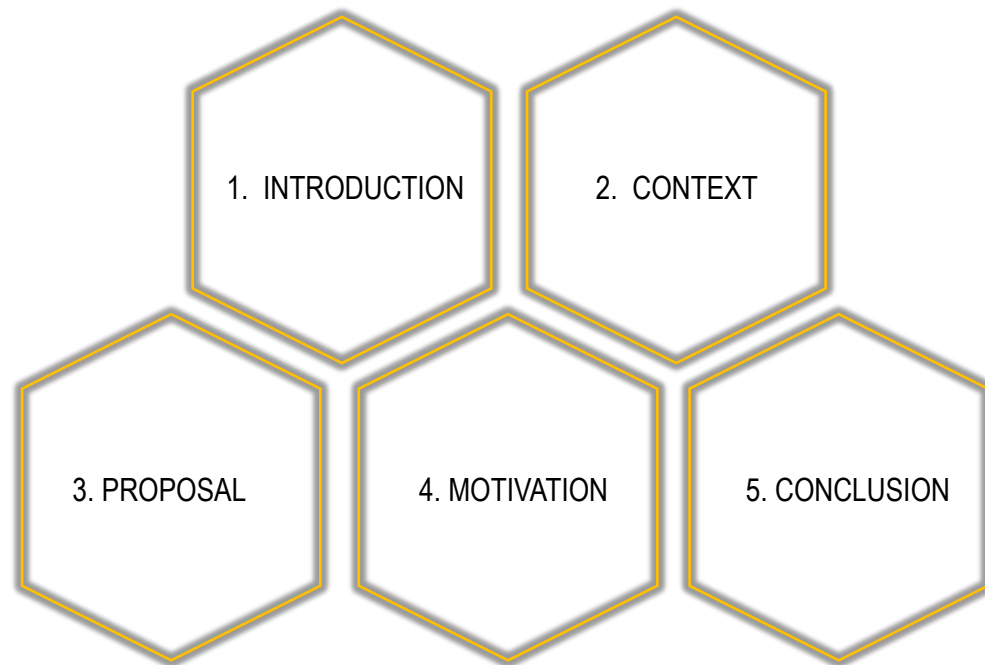 1. INTRODUCTION
2. CONTEXT
3. PROPOSAL
4. MOTIVATION
5. CONCLUSION